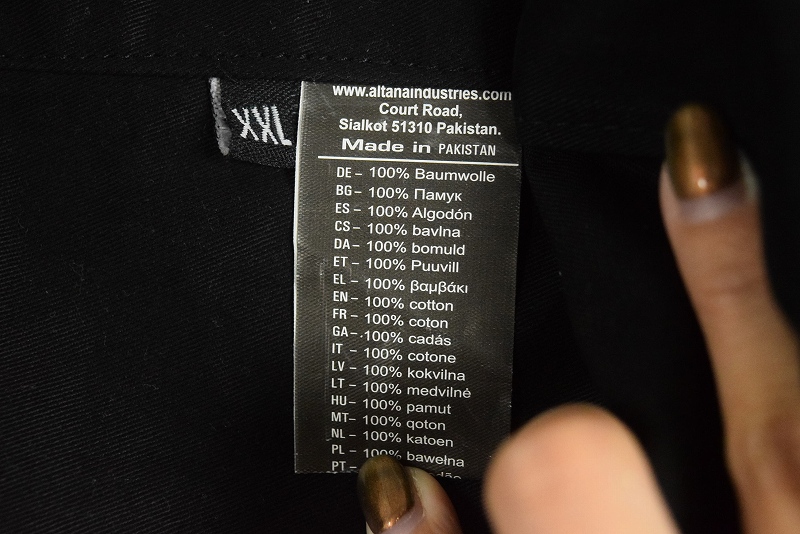 XXL
www.altanaindustries.com
Court Road,
Sialkot 51310 Pakistan.
Made in PAKISTAN
DE - 100% Baumwolle
BG - 100% Памук
ES - 100% Algodón
CS - 100% bavlna
DA - 100% bomuld
ET - 100% Puuvill
EL - 100% βαμβάκι
EN - 100% cotton
FR - 100% coton
GA - 100% cadás
IT - 100% cotone
LV - 100% kokvilna
LT - 100% medvilnė
HU - 100% pamut
MT - 100% qoton
NL - 100% katoen
PL - 100% bawełna
PT -